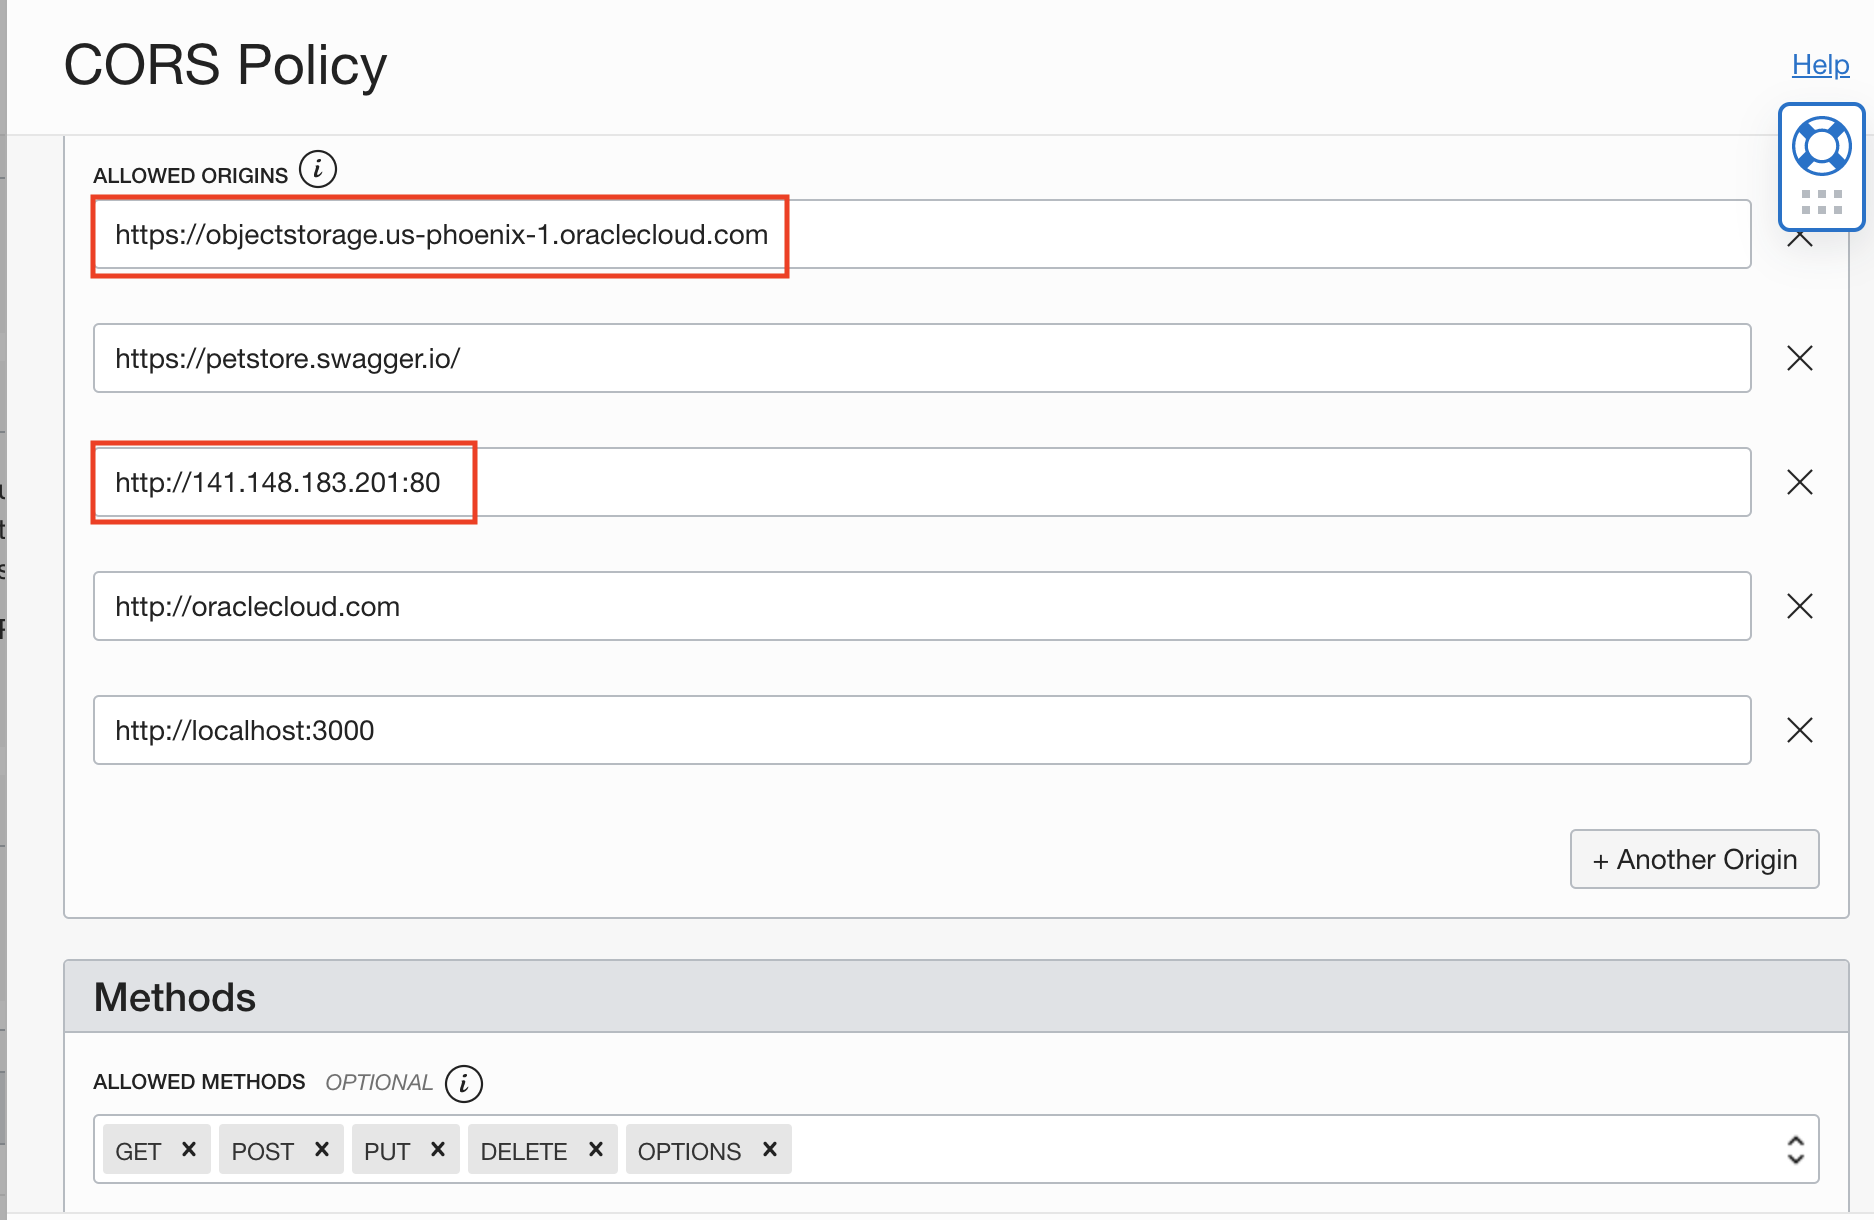 CORS Policy
Help
ALLOWED ORIGINS i
https://objectstorage.us-phoenix-1.oraclecloud.com
https://petstore.swagger.io/
http://141.148.183.201:80
http://oraclecloud.com
http://localhost:3000
+ Another Origin
Methods
ALLOWED METHODS OPTIONAL i
GET × POST × PUT × DELETE × OPTIONS ×